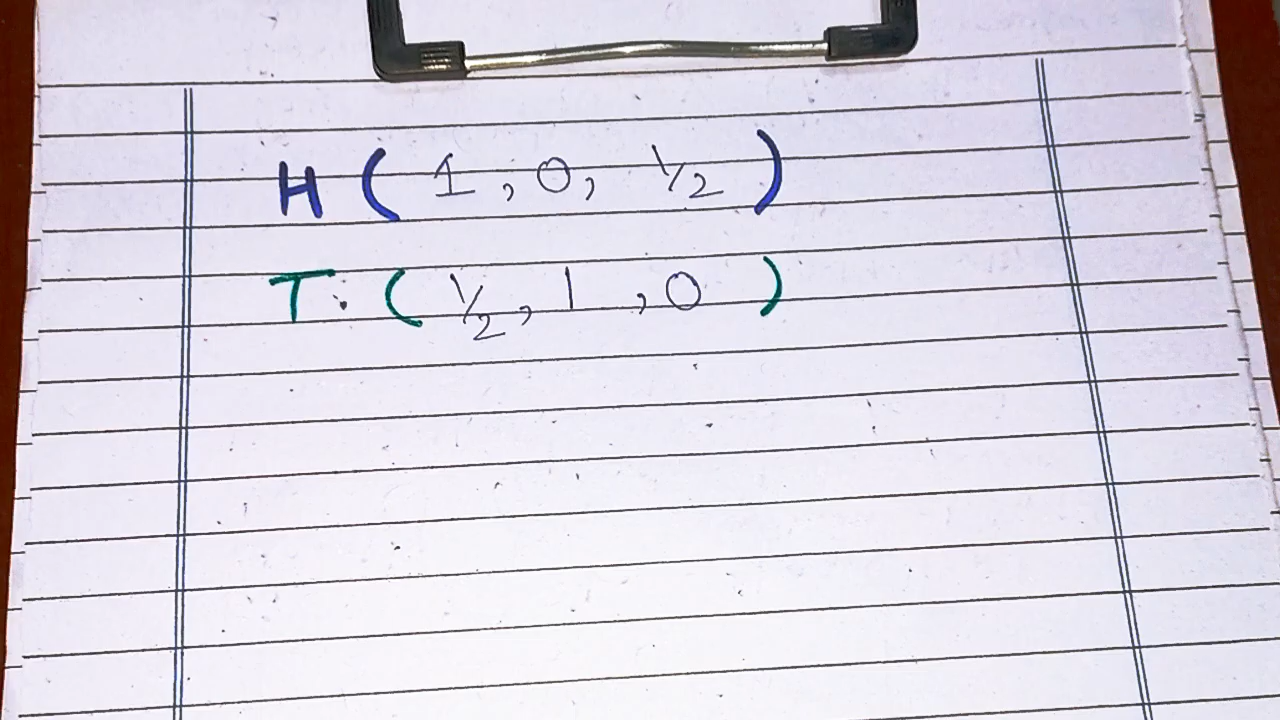 H ( 1 , 0 , 1/2 )
T : ( 1/2 , 1 , 0 )